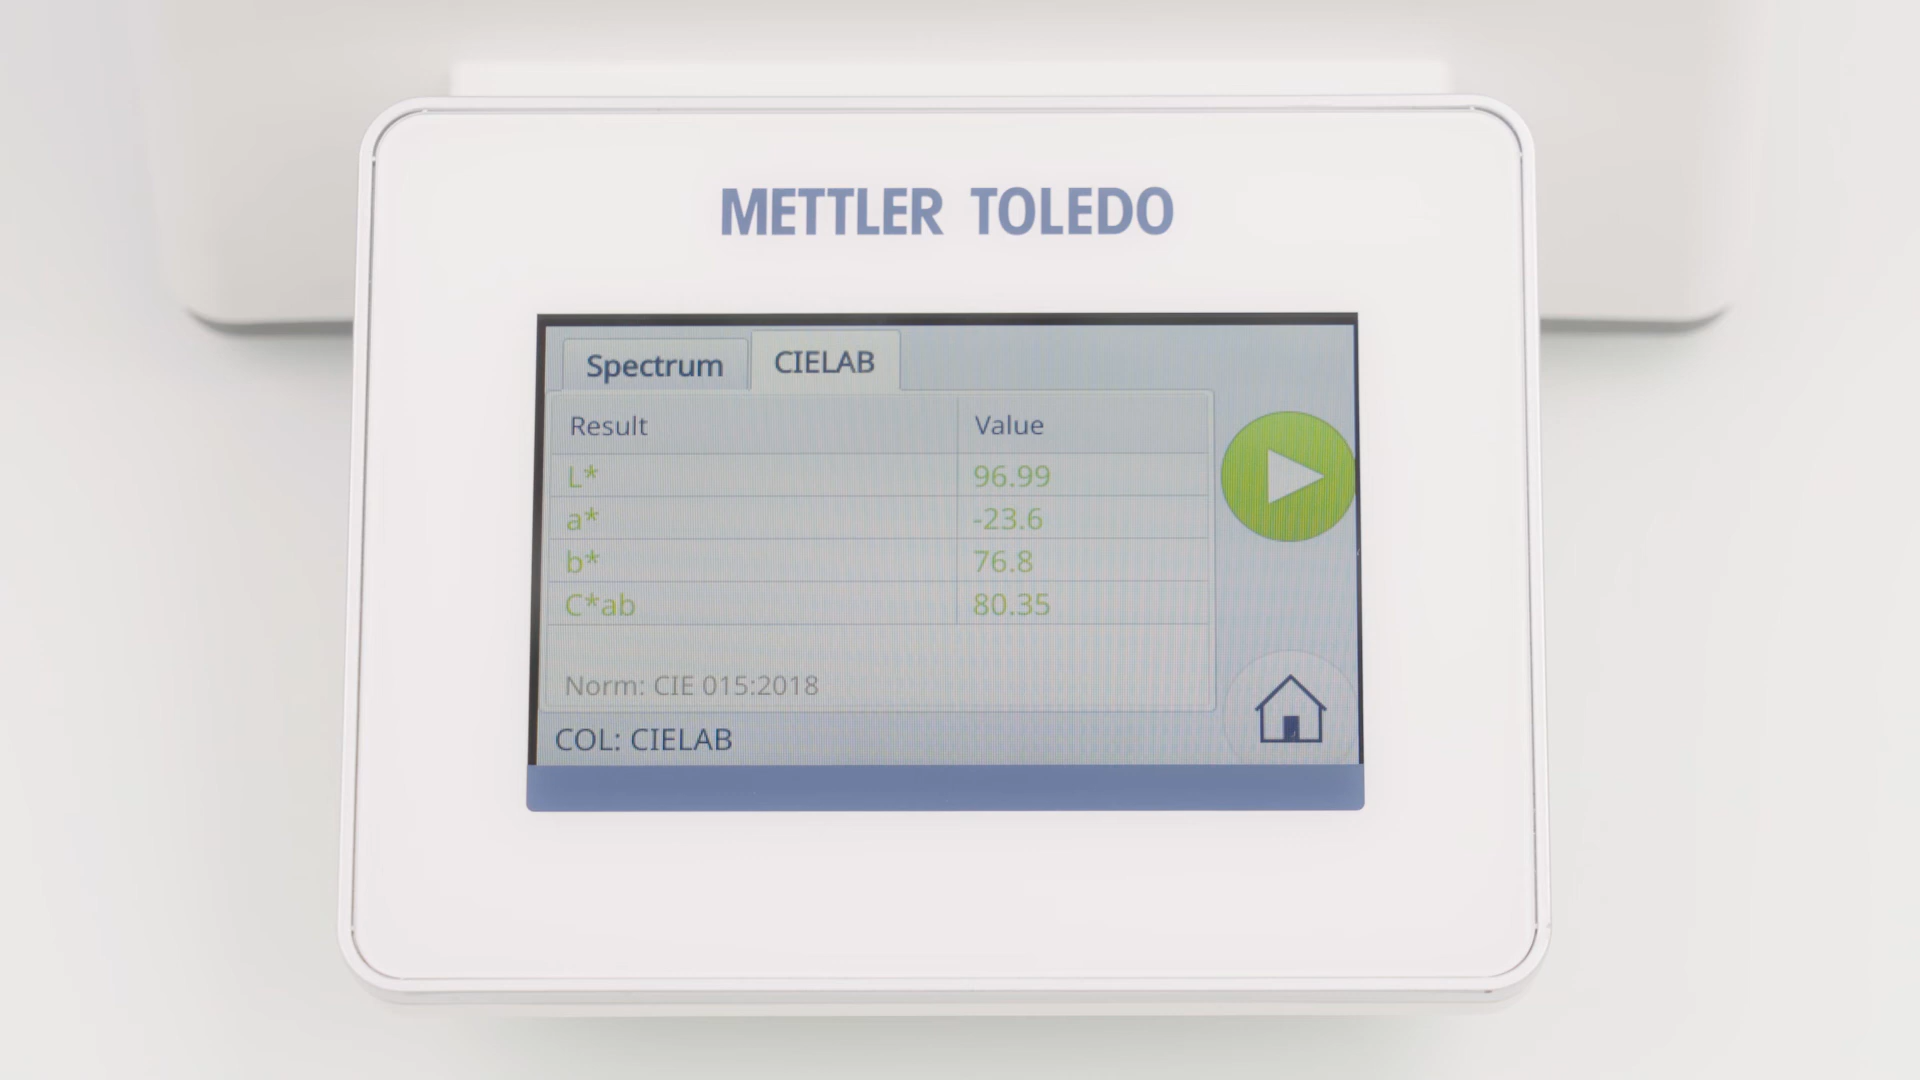 METTLER TOLEDO
Spectrum CIELAB
Result Value
L* 96.99
a* -23.6
b* 76.8
C*ab 80.35
Norm: CIE 015:2018
COL: CIELAB